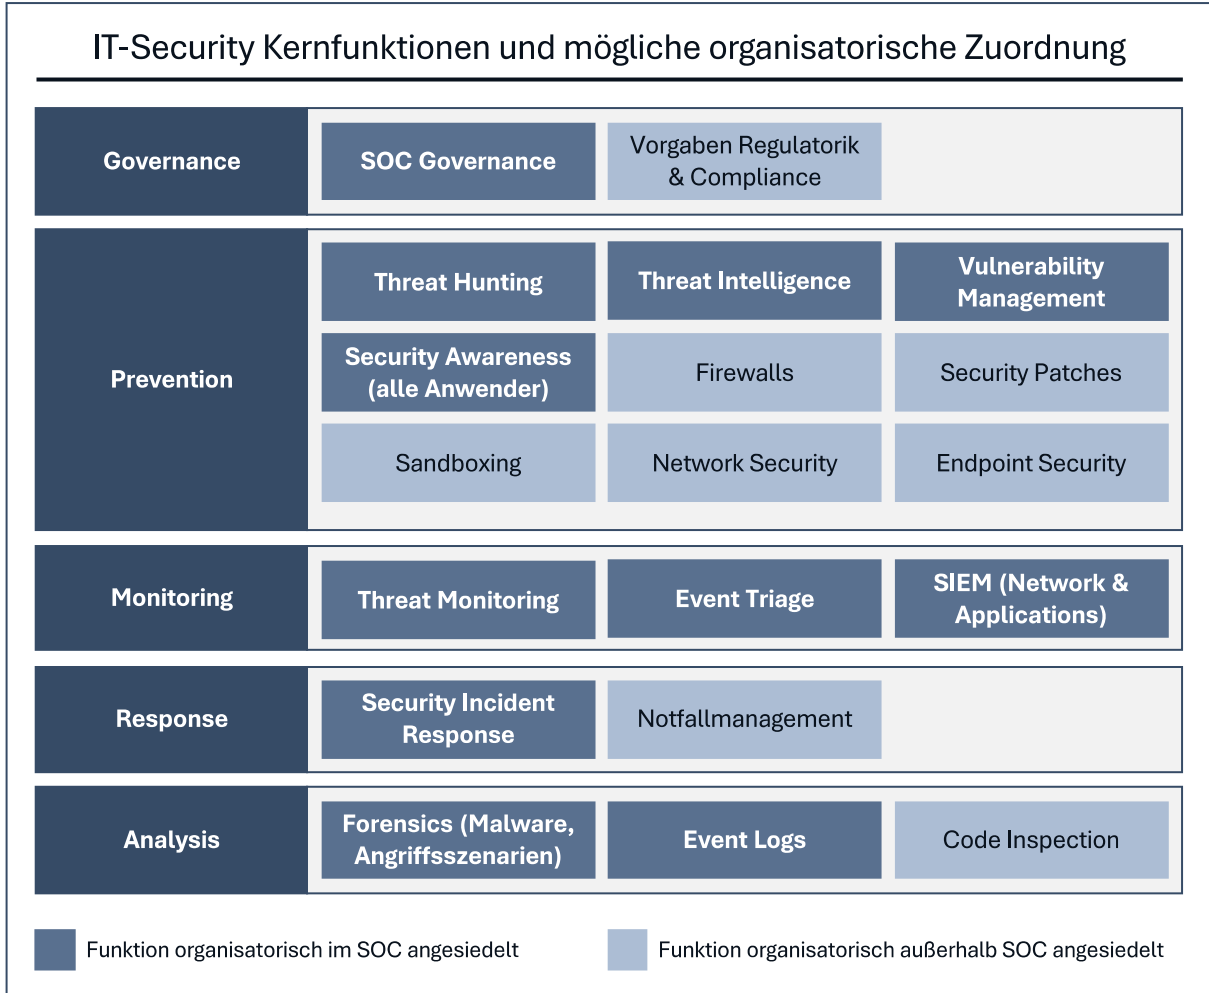 IT-Security Kernfunktionen und mögliche organisatorische Zuordnung
Governance
SOC Governance
Vorgaben Regulatorik
& Compliance
Prevention
Threat Hunting
Threat Intelligence
Vulnerability
Management
Security Awareness
(alle Anwender)
Firewalls
Security Patches
Sandboxing
Network Security
Endpoint Security
Monitoring
Threat Monitoring
Event Triage
SIEM (Network &
Applications)
Response
Security Incident
Response
Notfallmanagement
Analysis
Forensics (Malware,
Angriffsszenarien)
Event Logs
Code Inspection
Funktion organisatorisch im SOC angesiedelt
Funktion organisatorisch außerhalb SOC angesiedelt